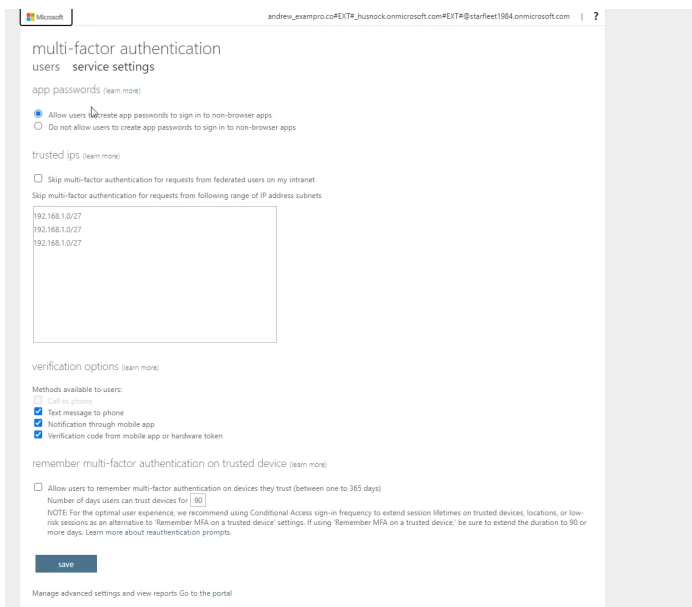 Microsoft
andrew_exampro.co#EXT#_husnock.onmicrosoft.com#EXT#@starfleet1984.onmicrosoft.com | ?
multi-factor authentication
users service settings
app passwords (learn more)
Allow users to create app passwords to sign in to non-browser apps
Do not allow users to create app passwords to sign in to non-browser apps
trusted ips (learn more)
Skip multi-factor authentication for requests from federated users on my intranet
Skip multi-factor authentication for requests from following range of IP address subnets
192.168.1.0/27
192.168.1.0/27
192.168.1.0/27
verification options (learn more)
Methods available to users:
Call to phone
Text message to phone
Notification through mobile app
Verification code from mobile app or hardware token
remember multi-factor authentication on trusted device (learn more)
Allow users to remember multi-factor authentication on devices they trust (between one to 365 days)
Number of days users can trust devices for 90
NOTE: For the optimal user experience, we recommend using Conditional Access sign-in frequency to extend session lifetimes on trusted devices, locations, or low-
risk sessions as an alternative to 'Remember MFA on a trusted device' settings. If using 'Remember MFA on a trusted device,' be sure to extend the duration to 90 or
more days. Learn more about reauthentication prompts.
save
Manage advanced settings and view reports Go to the portal